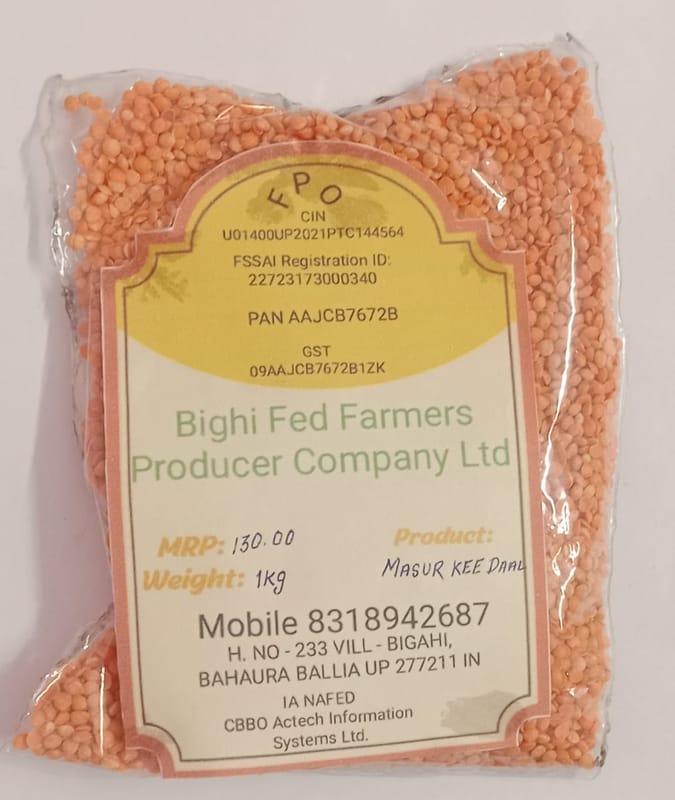 FPO
CIN
U01400UP2021PTC144564
FSSAI Registration ID:
22723173000340
PAN AAJCB7672B
GST
09AAJCB7672B1ZK
Bighi Fed Farmers
Producer Company Ltd
MRP: 130.00
Weight: 1kg
Product:
MASUR KEE DAAL
Mobile 8318942687
H. NO - 233 VILL - BIGAHI,
BAHAURA BALLIA UP 277211 IN
IA NAFED
CBBO Actech Information
Systems Ltd.